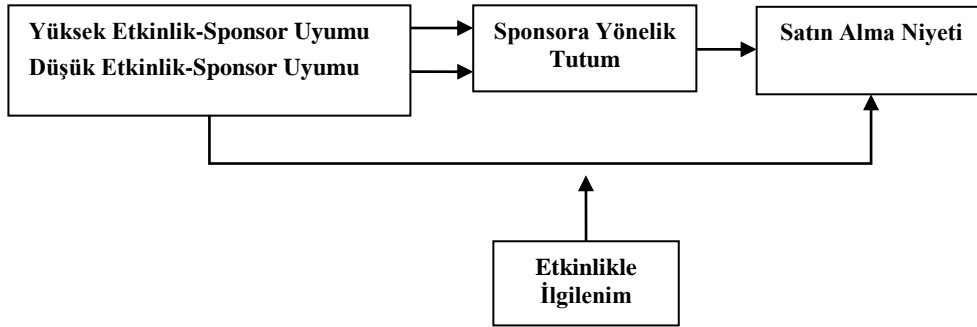 Yüksek Etkinlik-Sponsor Uyumu
Düşük Etkinlik-Sponsor Uyumu
Sponsora Yönelik
Tutum
Satın Alma Niyeti
Etkinlikle
İlgilenim